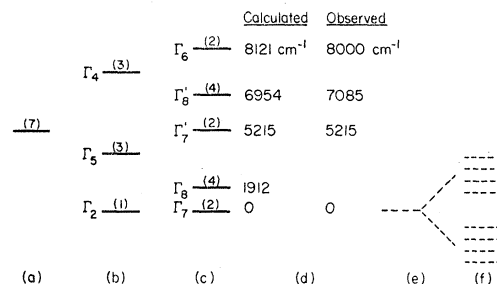 Calculated Observed
Γ6 (2) 8121 cm⁻¹ 8000 cm⁻¹
Γ4 (3)
Γ'8 (4) 6954 7085
(7)
Γ'7 (2) 5215 5215
Γ5 (3)
Γ8 (4) 1912
Γ2 (1) Γ7 (2) 0 0
(a) (b) (c) (d) (e) (f)